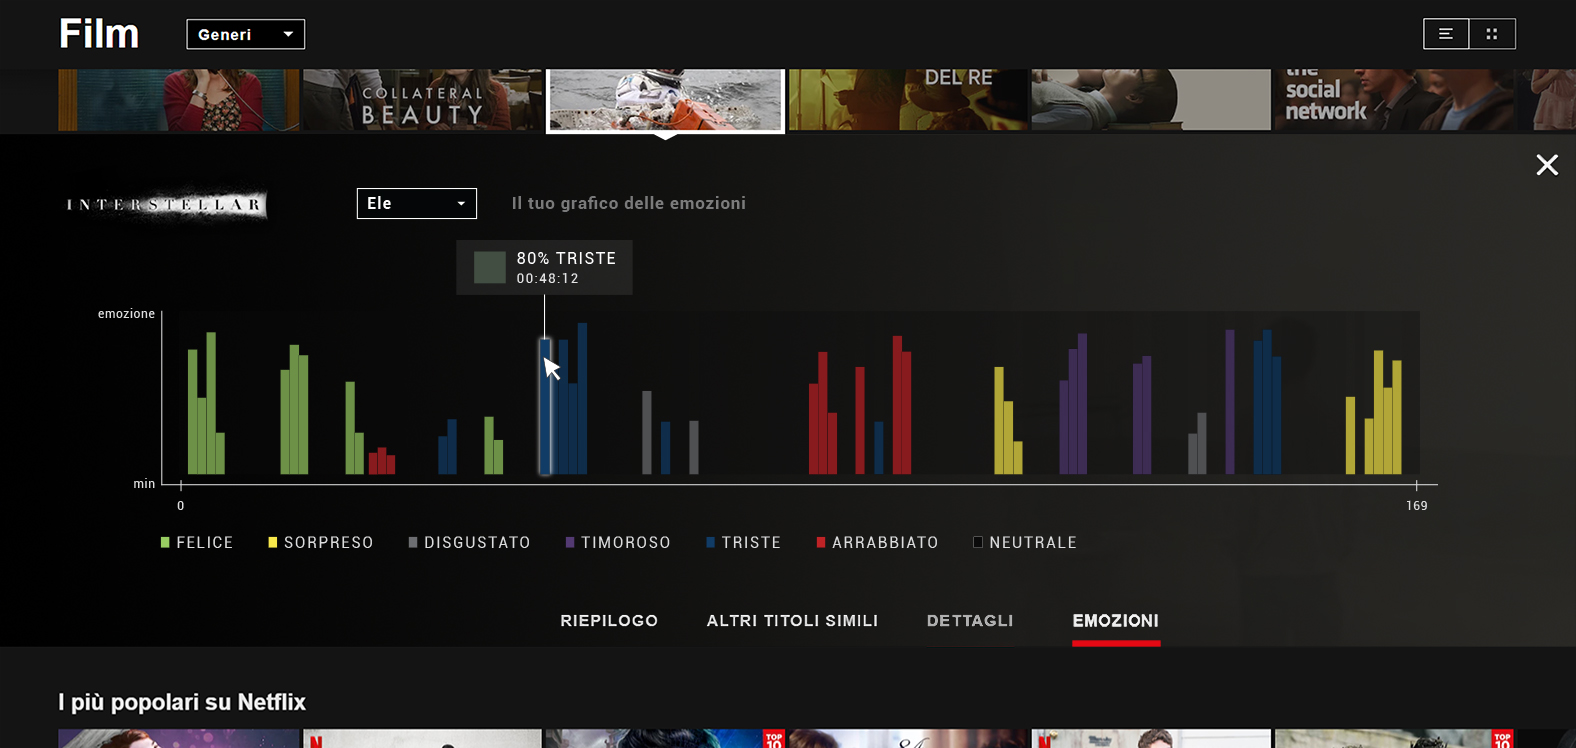 Film
Generi
COLLATERAL
BEAUTY
DEL RE
the
social
network
INTERSTELLAR
Ele
Il tuo grafico delle emozioni
80% TRISTE
00:48:12
emozione
min
0
169
FELICE
SORPRESO
DISGUSTATO
TIMOROSO
TRISTE
ARRABBIATO
NEUTRALE
RIEPILOGO
ALTRI TITOLI SIMILI
DETTAGLI
EMOZIONI
I più popolari su Netflix
N
TOP
10
N
TOP
10